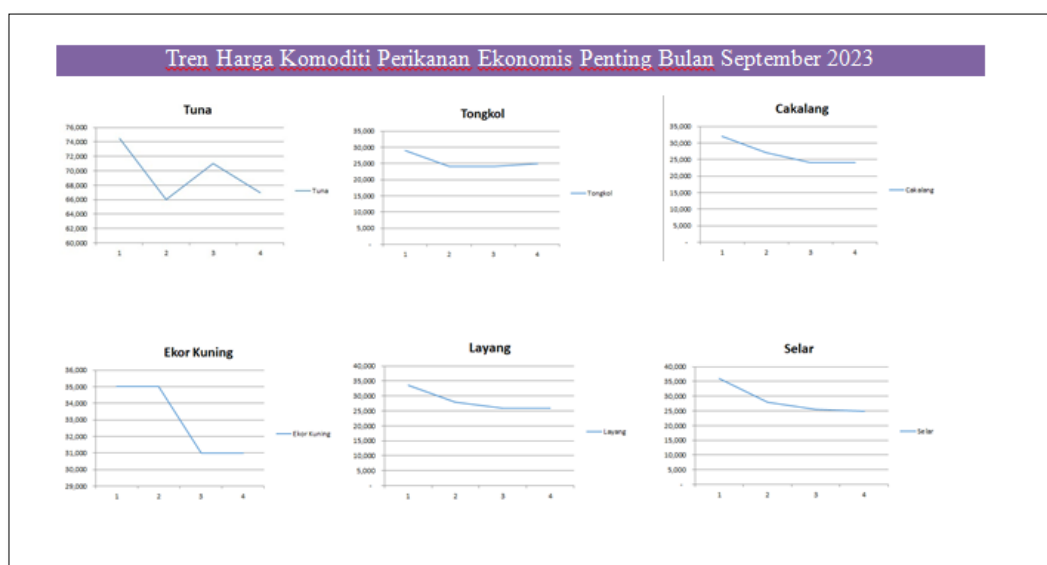 Tren Harga Komoditi Perikanan Ekonomis Penting Bulan September 2023
Tuna
76,000
74,000
72,000
70,000
68,000
66,000
64,000
62,000
60,000
1 2 3 4
Tuna
Tongkol
35,000
30,000
25,000
20,000
15,000
10,000
5,000
-
1 2 3 4
Tongkol
Cakalang
35,000
30,000
25,000
20,000
15,000
10,000
5,000
-
1 2 3 4
Cakalang
Ekor Kuning
36,000
35,000
34,000
33,000
32,000
31,000
30,000
29,000
1 2 3 4
Ekor Kuning
Layang
40,000
35,000
30,000
25,000
20,000
15,000
10,000
5,000
-
1 2 3 4
Layang
Selar
40,000
35,000
30,000
25,000
20,000
15,000
10,000
5,000
-
1 2 3 4
Selar